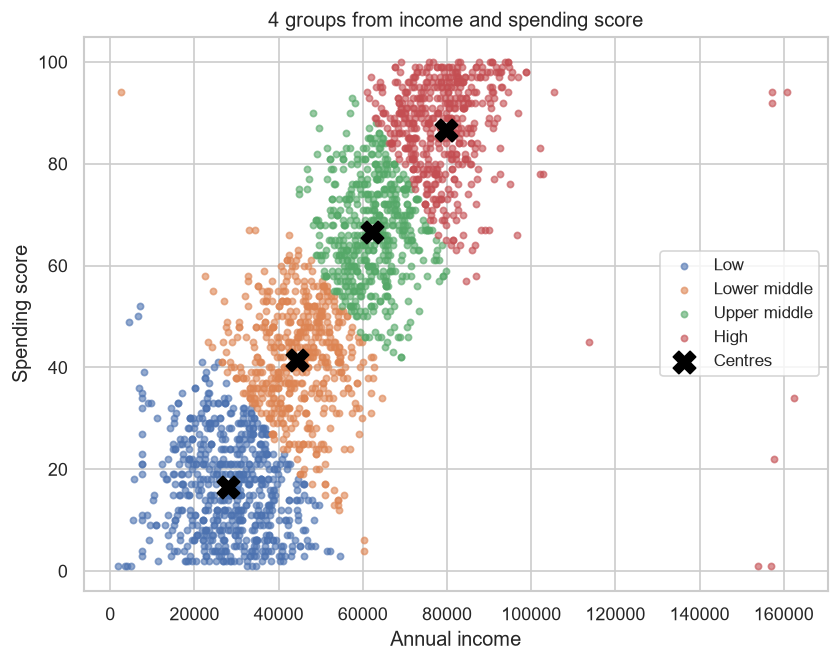 4 groups from income and spending score
100
80
60
40
20
0
Spending score
Low
Lower middle
Upper middle
High
Centres
0 20000 40000 60000 80000 100000 120000 140000 160000
Annual income